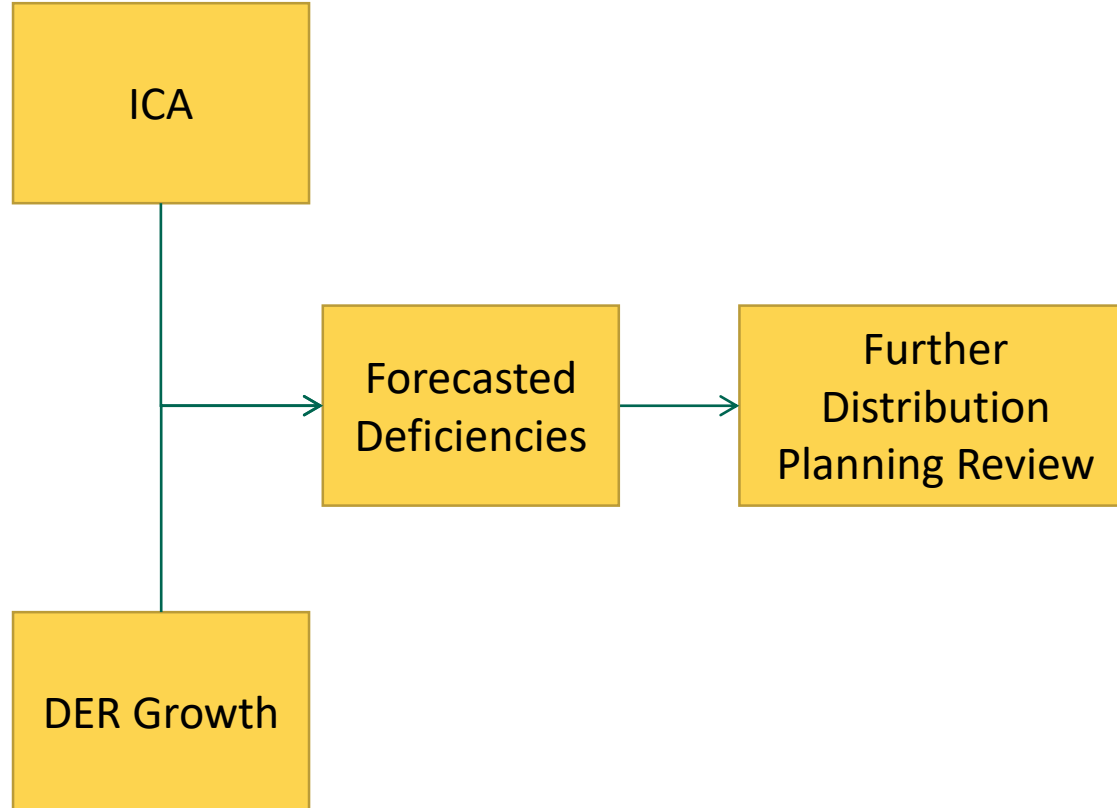 ICA
Forecasted
Deficiencies
Further
Distribution
Planning Review
DER Growth